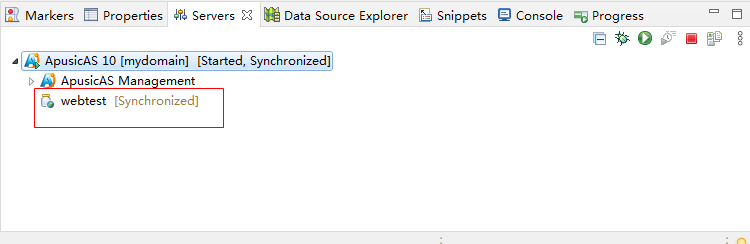 Markers Properties Servers Data Source Explorer Snippets Console Progress
ApusicAS 10 [mydomain] [Started, Synchronized]
ApusicAS Management
webtest [Synchronized]